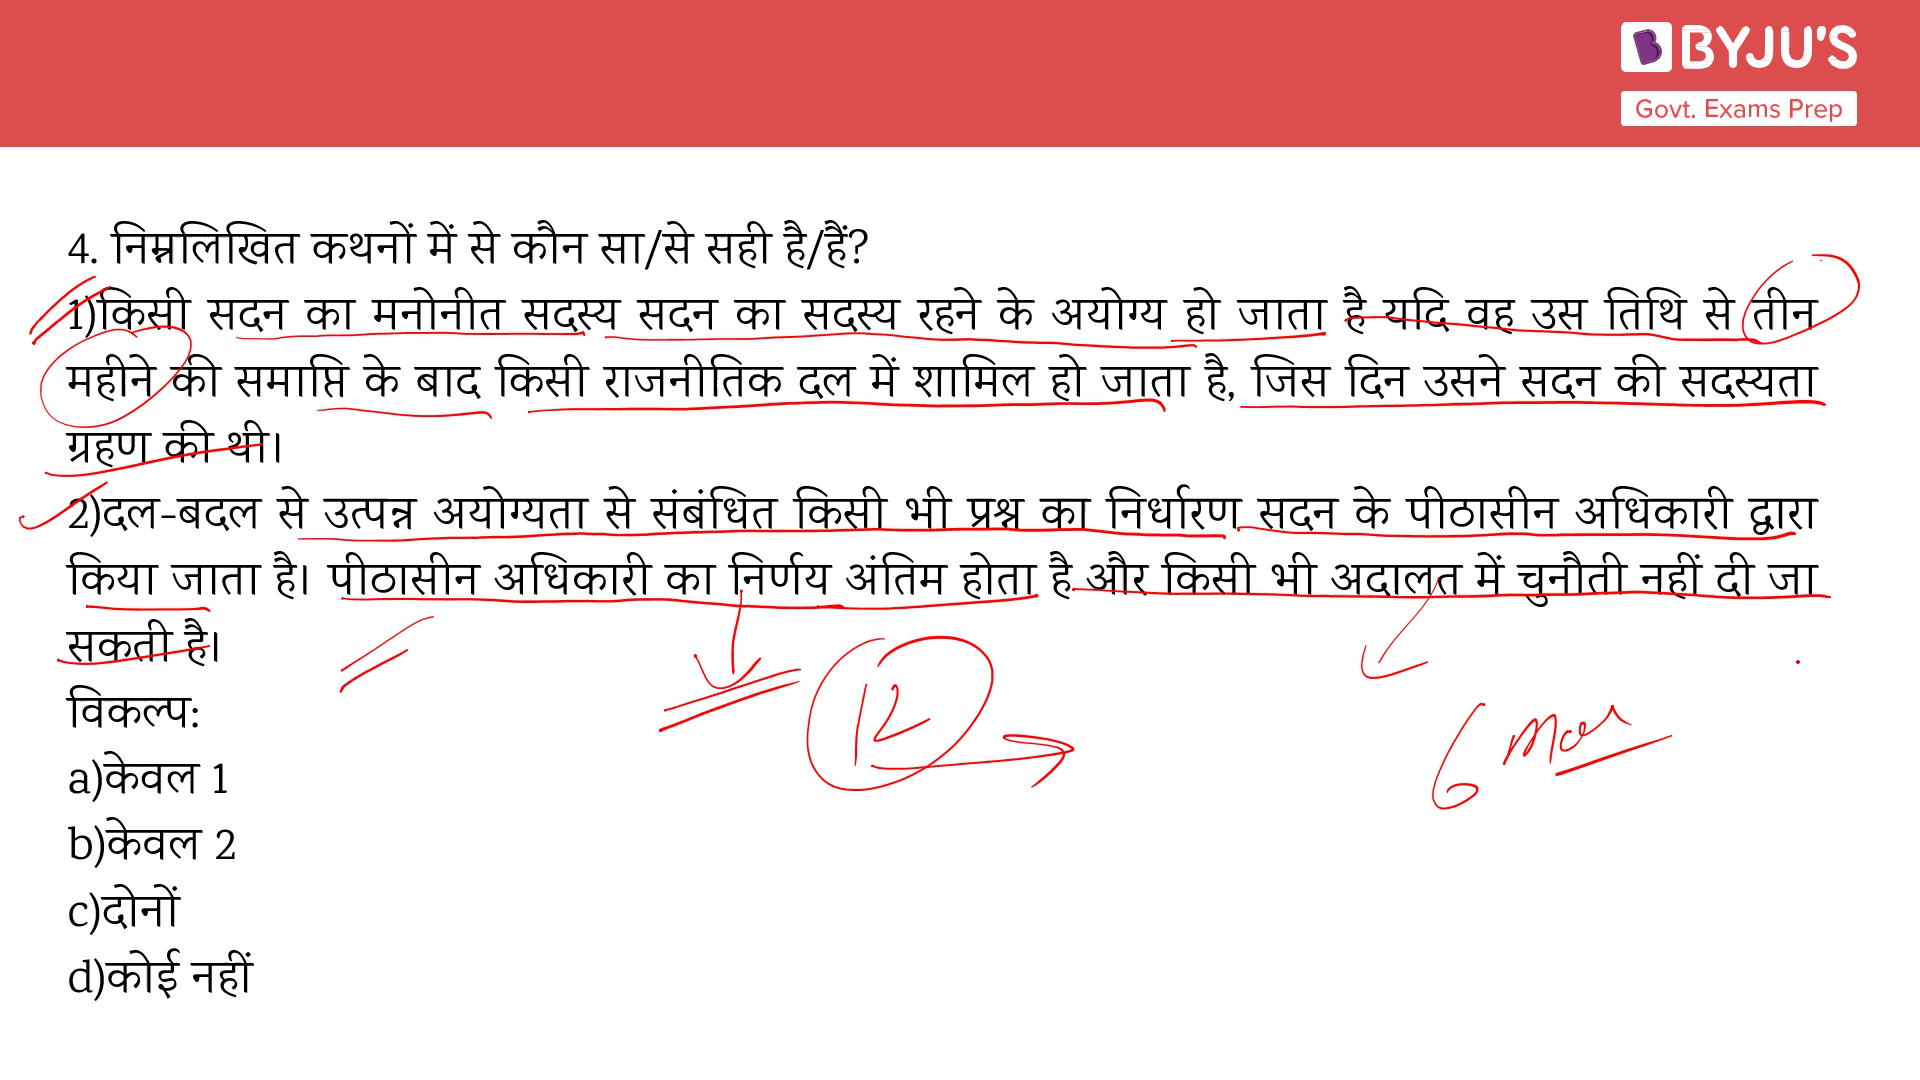 BYJU'S
Govt. Exams Prep
4. निम्नलिखित कथनों में से कौन सा/से सही है/हैं?
1)किसी सदन का मनोनीत सदस्य सदन का सदस्य रहने के अयोग्य हो जाता है यदि वह उस तिथि से तीन
महीने की समाप्ति के बाद किसी राजनीतिक दल में शामिल हो जाता है, जिस दिन उसने सदन की सदस्यता
ग्रहण की थी।
2)दल-बदल से उत्पन्न अयोग्यता से संबंधित किसी भी प्रश्न का निर्धारण सदन के पीठासीन अधिकारी द्वारा
किया जाता है। पीठासीन अधिकारी का निर्णय अंतिम होता है और किसी भी अदालत में चुनौती नहीं दी जा
सकती है।
12
6
विकल्प:
a)केवल 1
b)केवल 2
c)दोनों
d)कोई नहीं